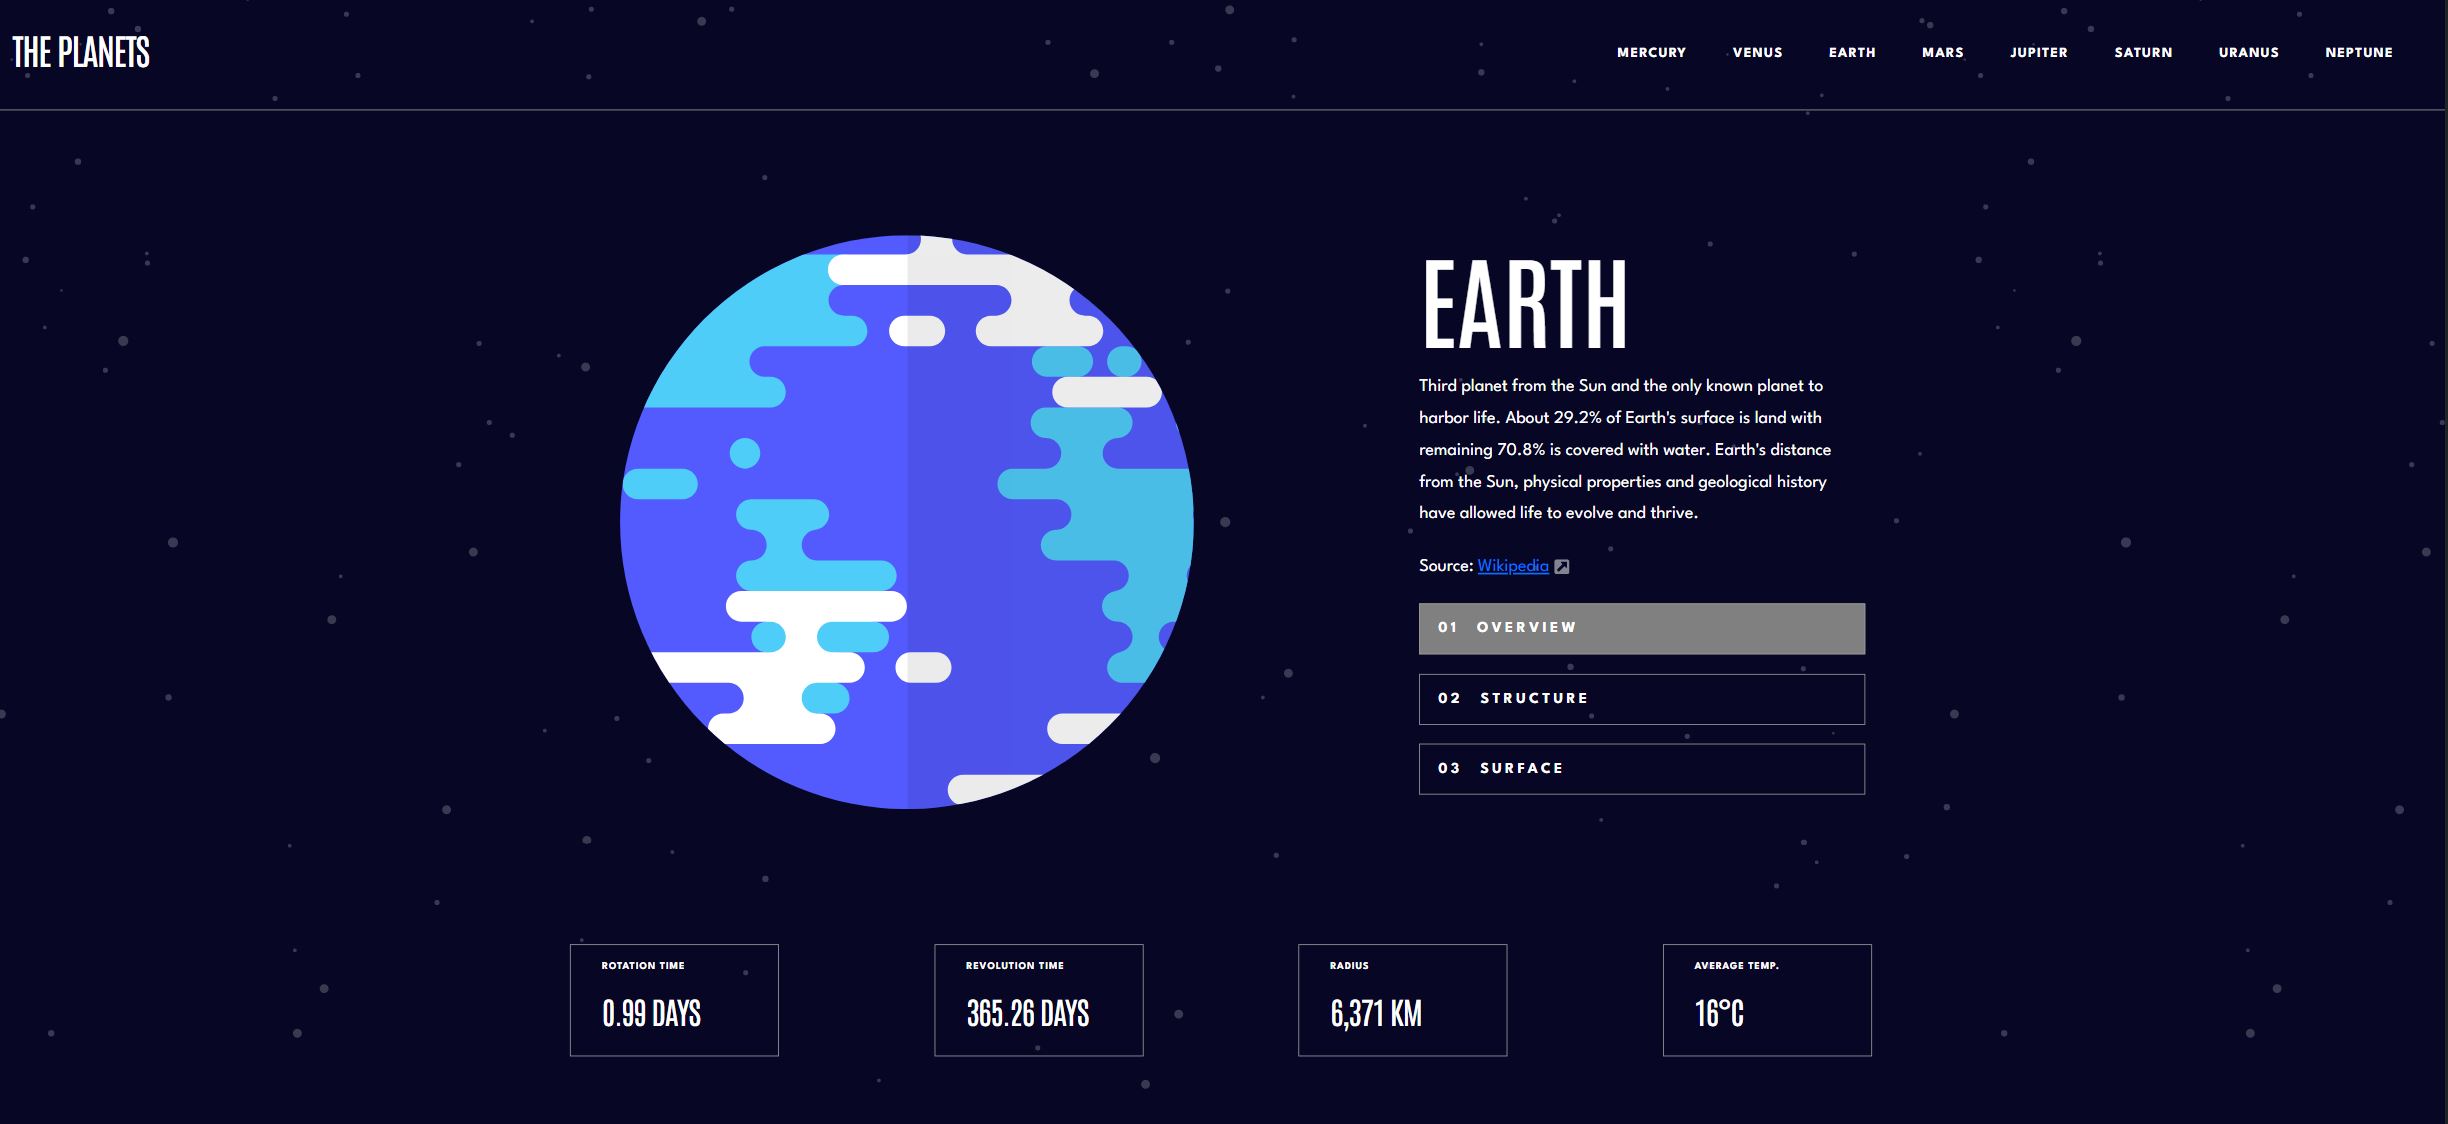 THE PLANETS
MERCURY VENUS EARTH MARS JUPITER SATURN URANUS NEPTUNE
EARTH
Third planet from the Sun and the only known planet to
harbor life. About 29.2% of Earth's surface is land with
remaining 70.8% is covered with water. Earth's distance
from the Sun, physical properties and geological history
have allowed life to evolve and thrive.
Source: Wikipedia
01 OVERVIEW
02 STRUCTURE
03 SURFACE
ROTATION TIME
0.99 DAYS
REVOLUTION TIME
365.26 DAYS
RADIUS
6,371 KM
AVERAGE TEMP.
16°C